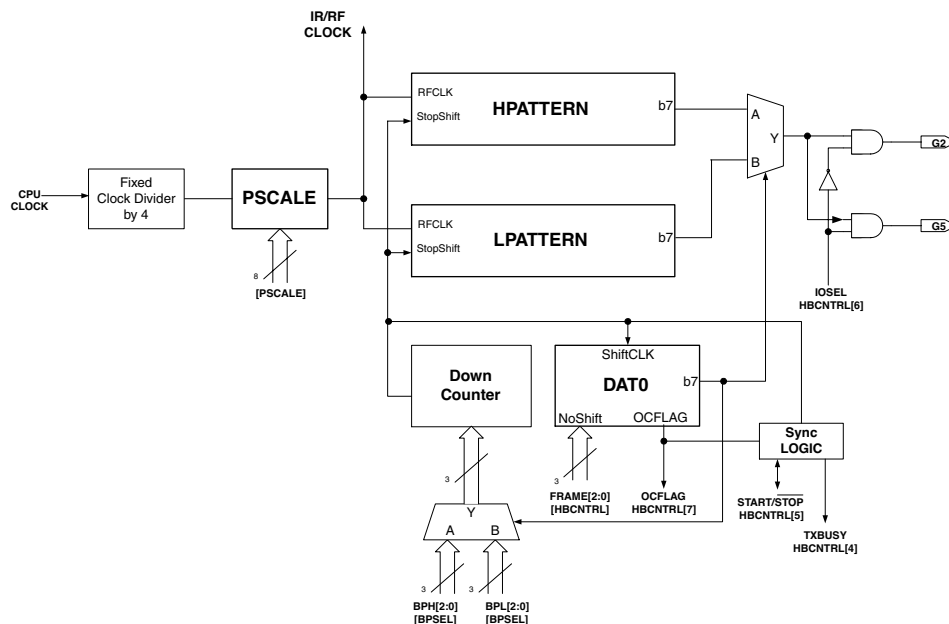 IR/RF
CLOCK
RFCLK
HPATTERN
b7
StopShift
A
Y
B
G2
CPU
CLOCK
Fixed
Clock Divider
by 4
PSCALE
RFCLK
StopShift
LPATTERN
b7
G5
8
[PSCALE]
IOSEL
HBCNTRL[6]
Down
Counter
ShiftCLK
DAT0
b7
NoShift
OCFLAG
Sync
LOGIC
3
3
FRAME[2:0]
[HBCNTRL]
OCFLAG
HBCNTRL[7]
START/STOP
HBCNTRL[5]
TXBUSY
HBCNTRL[4]
Y
A
B
3
3
BPH[2:0]
[BPSEL]
BPL[2:0]
[BPSEL]